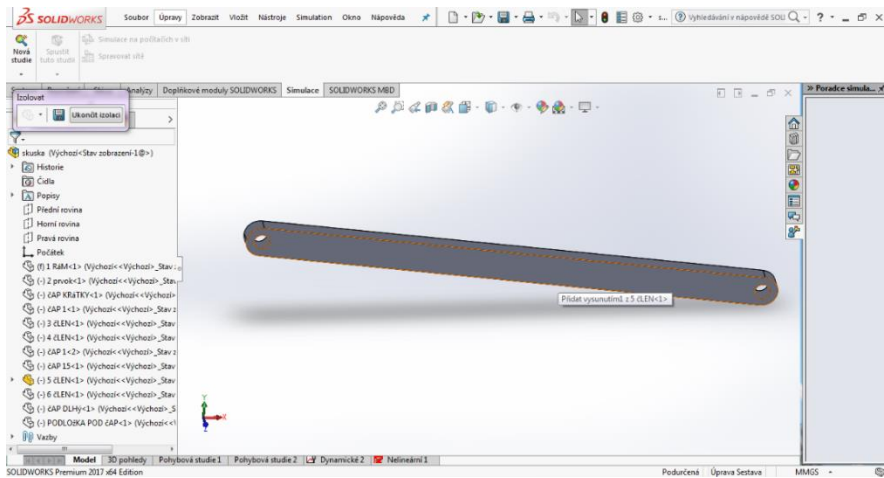 SOLIDWORKS Soubor Úpravy Zobrazit Vložit Nástroje Simulation Okno Nápověda s... Vyhledávání v nápovědě SOLI
Nová studie
Spustit tuto studii
Simulace na počítačích v síti
Spravovat sítě
Analýzy Doplňkové moduly SOLIDWORKS Simulace SOLIDWORKS MBD
Izolovat
Ukončit izolaci
Poradce simula...
skuska (Výchozí<Stav zobrazení-1@>)
Historie
Čidla
Popisy
Přední rovina
Horní rovina
Pravá rovina
Počátek
(f) 1 RáM<1> (Výchozí<<Výchozí>_Stav z
(-) 2 prvok<1> (Výchozí<<Výchozí>_Stav
(-) čAP KRáTKY<1> (Výchozí<<Výchozí>
(-) čAP 1<1> (Výchozí<<Výchozí>_Stav z
(-) 3 čLEN<1> (Výchozí<<Výchozí>_Stav
(-) 4 čLEN<1> (Výchozí<<Výchozí>_Stav
(-) čAP 1<2> (Výchozí<<Výchozí>_Stav z
(-) čAP 15<1> (Výchozí<<Výchozí>_Stav
(-) 5 čLEN<1> (Výchozí<<Výchozí>_Stav
(-) 6 čLEN<1> (Výchozí<<Výchozí>_Stav
(-) čAP DLHý<1> (Výchozí<<Výchozí>_S
(-) PODLOŽKA POD čAP<1> (Výchozí<<V
Vazby
Přidat vysunutím1 z 5 čLEN<1>
Y
X
Z
Model 3D pohledy Pohybová studie 1 Pohybová studie 2 Dynamické 2 Nelineární 1
SOLIDWORKS Premium 2017 x64 Edition Podurčená Úprava Sestava MMGS